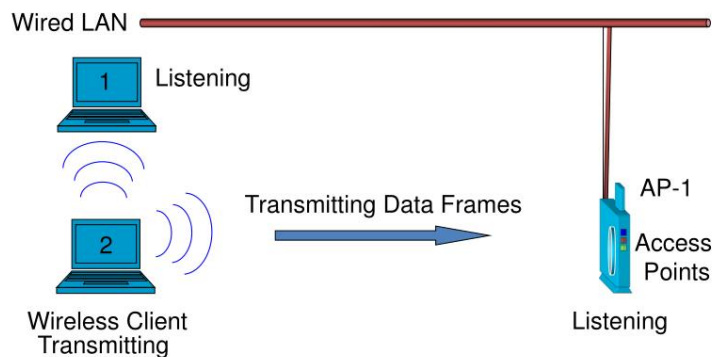 Wired LAN
1
Listening
2
Transmitting Data Frames
AP-1
Access
Points
Wireless Client
Transmitting
Listening